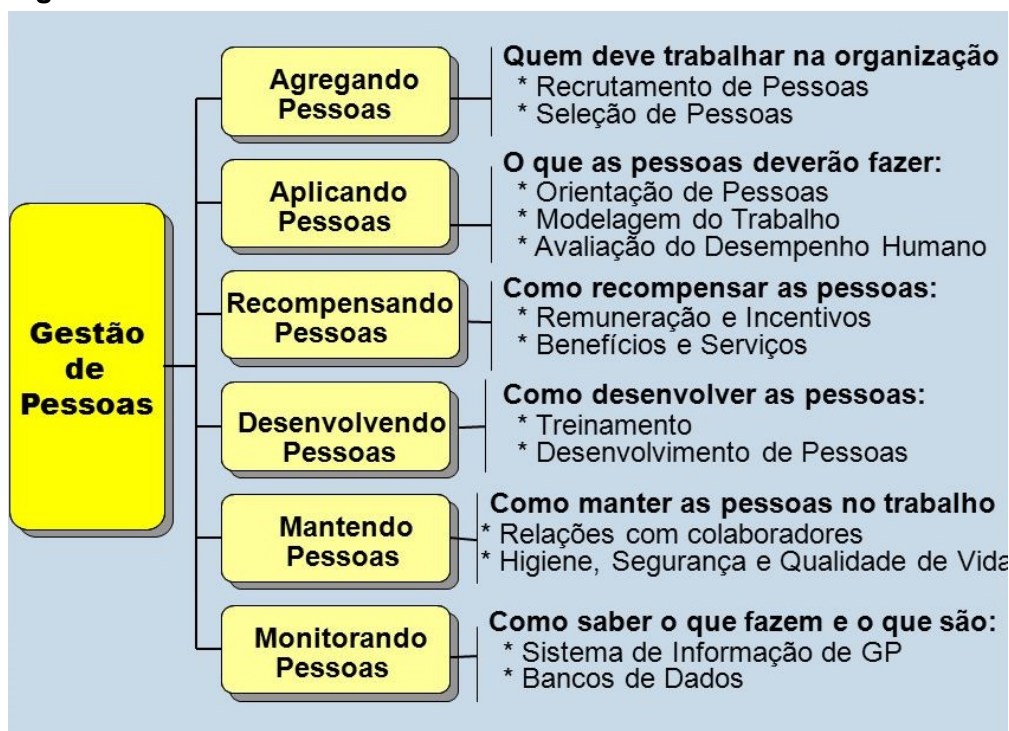 Gestão
de
Pessoas
Agregando
Pessoas
Quem deve trabalhar na organização
* Recrutamento de Pessoas
* Seleção de Pessoas
Aplicando
Pessoas
O que as pessoas deverão fazer:
* Orientação de Pessoas
* Modelagem do Trabalho
* Avaliação do Desempenho Humano
Recompensando
Pessoas
Como recompensar as pessoas:
* Remuneração e Incentivos
* Benefícios e Serviços
Desenvolvendo
Pessoas
Como desenvolver as pessoas:
* Treinamento
* Desenvolvimento de Pessoas
Mantendo
Pessoas
Como manter as pessoas no trabalho
* Relações com colaboradores
* Higiene, Segurança e Qualidade de Vida
Monitorando
Pessoas
Como saber o que fazem e o que são:
* Sistema de Informação de GP
* Bancos de Dados